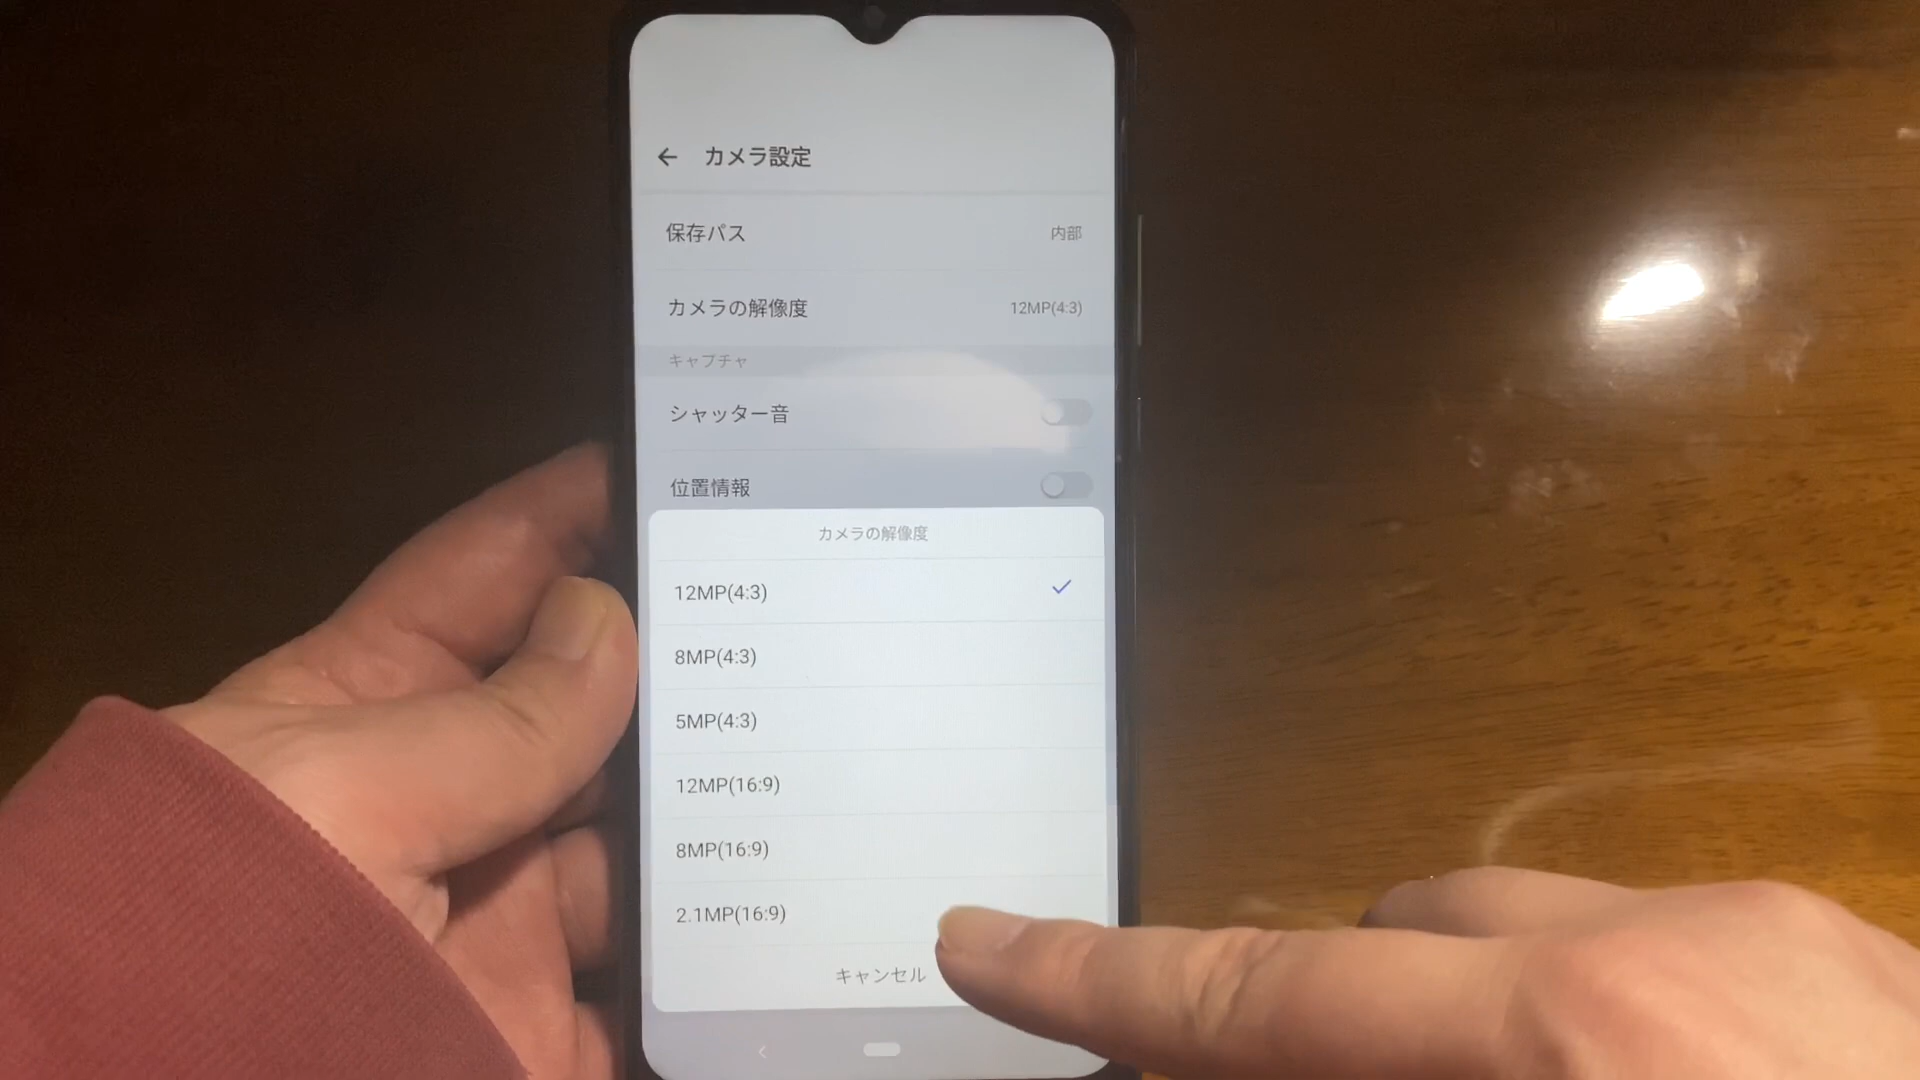 カメラ設定
保存パス 内部
カメラの解像度 12MP(4:3)
キャプチャ
シャッター音
位置情報
カメラの解像度
12MP(4:3)
8MP(4:3)
5MP(4:3)
12MP(16:9)
8MP(16:9)
2.1MP(16:9)
キャンセル